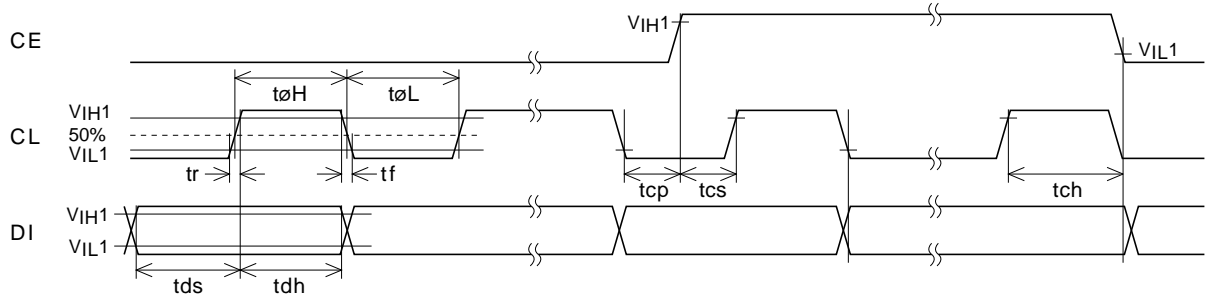 CE
VIH1
VIL1
tøH
tøL
CL
VIH1
50%
VIL1
tr
tf
tcp
tcs
tch
DI
VIH1
VIL1
tds
tdh